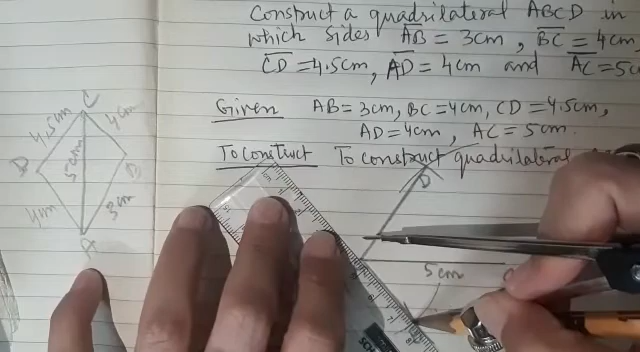 Construct a quadrilateral ABCD in
which sides AB = 3cm, BC = 4cm,
CD = 4.5cm, AD = 4cm and AC = 5c
Given AB = 3cm, BC = 4cm, CD = 4.5cm,
AD = 4cm, AC = 5cm.
To construct To construct quadrilateral
C
4.5cm
4cm
5cm
D
B
4cm
3cm
A
D
5cm